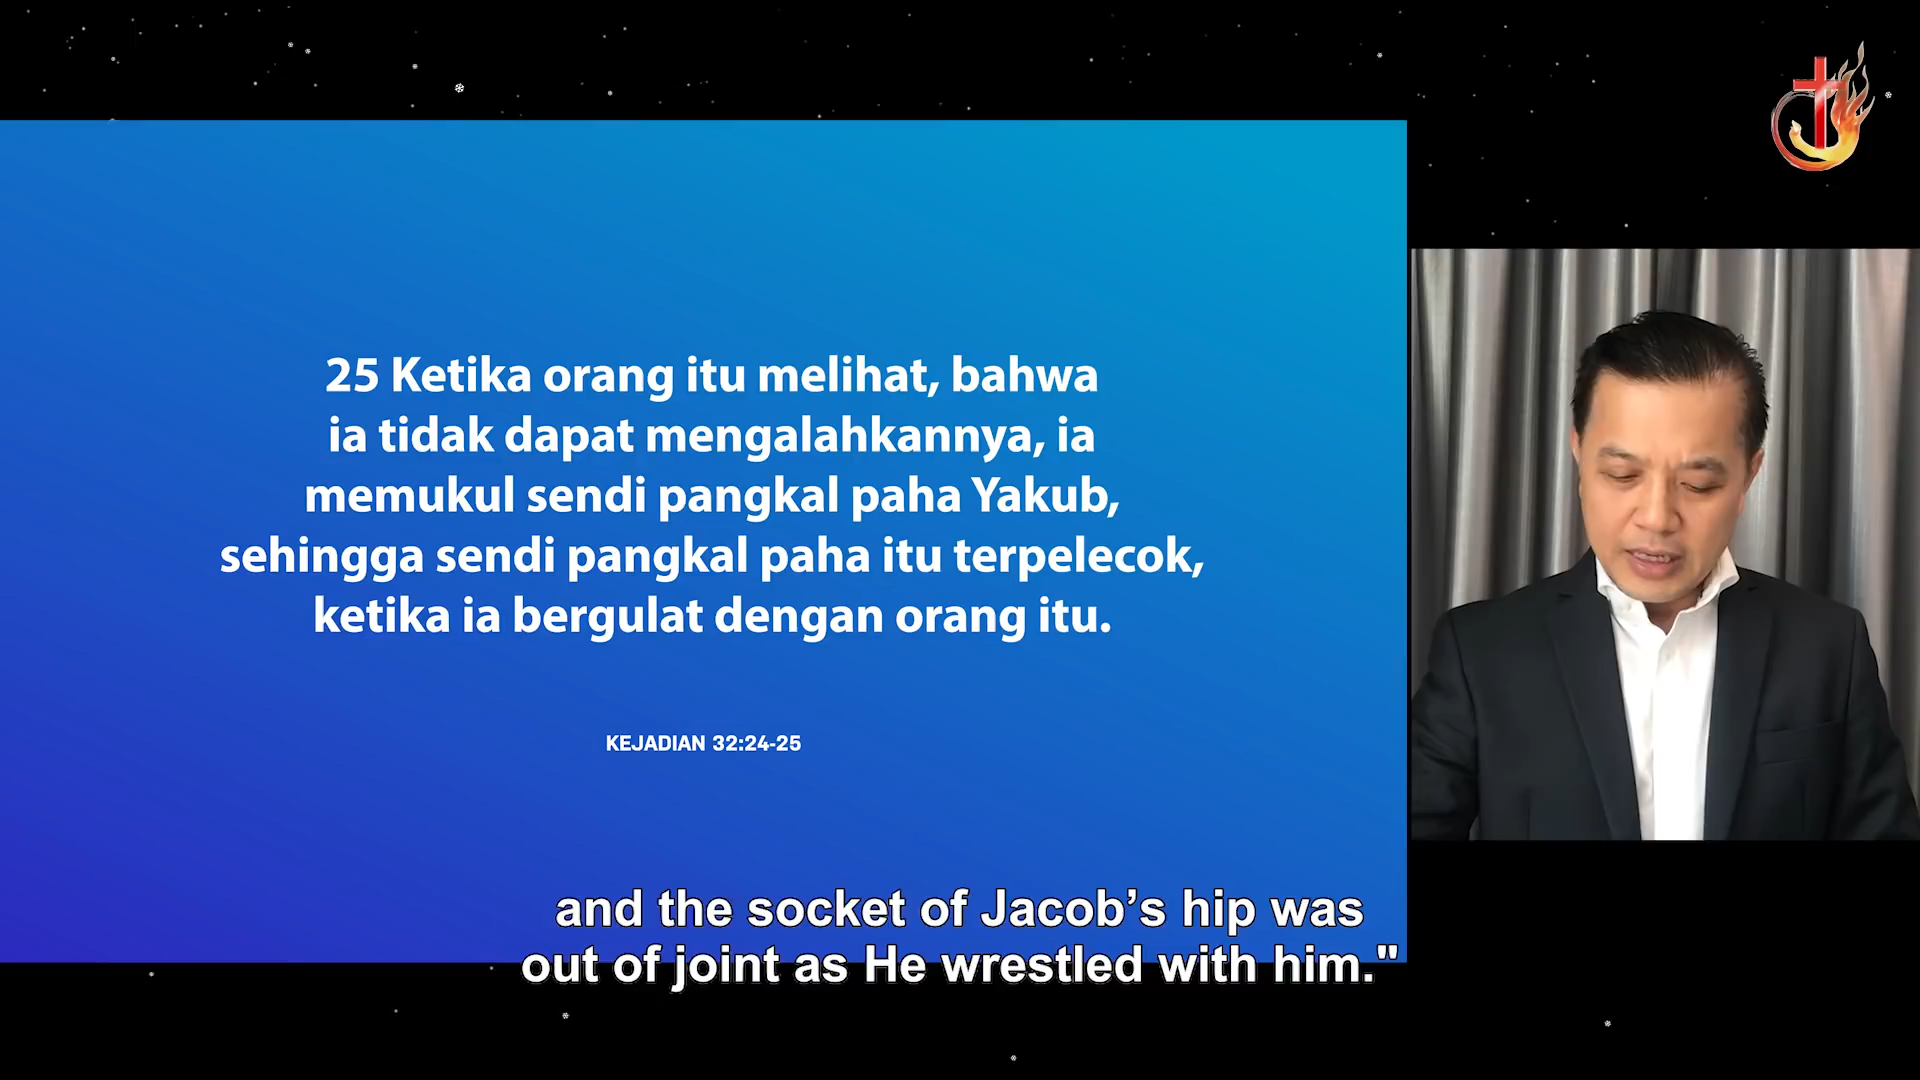 25 Ketika orang itu melihat, bahwa
ia tidak dapat mengalahkannya, ia
memukul sendi pangkal paha Yakub,
sehingga sendi pangkal paha itu terpelecok,
ketika ia bergulat dengan orang itu.
KEJADIAN 32:24-25
and the socket of Jacob’s hip was
out of joint as He wrestled with him."